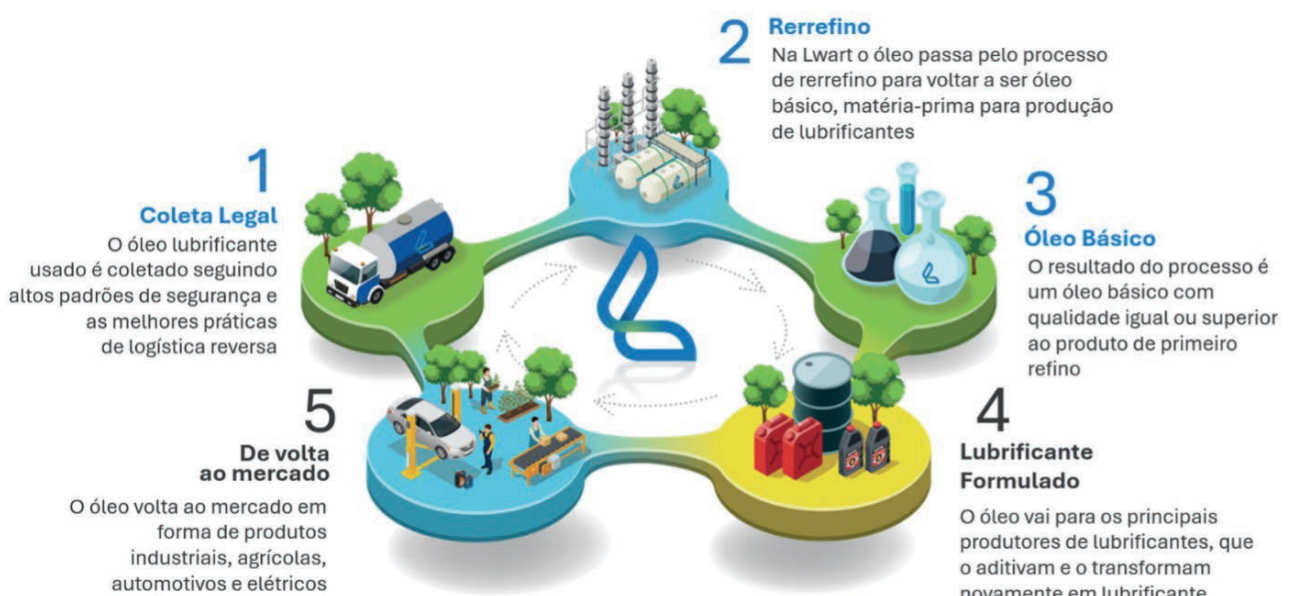 1
Coleta Legal
O óleo lubrificante
usado é coletado seguindo
altos padrões de segurança e
as melhores práticas
de logística reversa
2
Rerrefino
Na Lwart o óleo passa pelo processo
de rerrefino para voltar a ser óleo
básico, matéria-prima para produção
de lubrificantes
3
Óleo Básico
O resultado do processo é
um óleo básico com
qualidade igual ou superior
ao produto de primeiro
refino
4
Lubrificante
Formulado
O óleo vai para os principais
produtores de lubrificantes, que
o aditivam e o transformam
novamente em lubrificante
5
De volta
ao mercado
O óleo volta ao mercado em
forma de produtos
industriais, agrícolas,
automotivos e elétricos